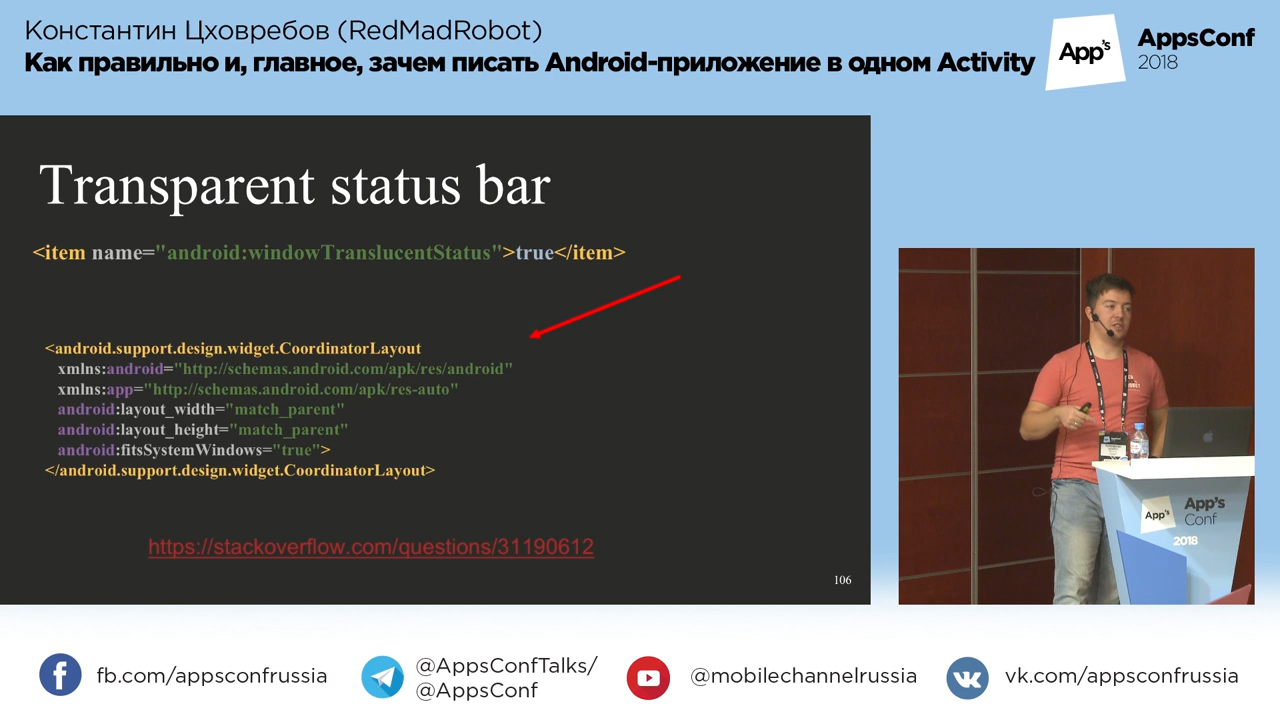 Константин Цховребов (RedMadRobot)
Как правильно и, главное, зачем писать Android-приложение в одном Activity
App's
AppsConf
2018
Transparent status bar
<item name="android:windowTranslucentStatus">true</item>
<android.support.design.widget.CoordinatorLayout
xmlns:android="http://schemas.android.com/apk/res/android"
xmlns:app="http://schemas.android.com/apk/res-auto"
android:layout_width="match_parent"
android:layout_height="match_parent"
android:fitsSystemWindows="true">
</android.support.design.widget.CoordinatorLayout>
https://stackoverflow.com/questions/31190612
106
App's
App's
Conf
2018
fb.com/appsconfrussia
@AppsConfTalks/
@AppsConf
@mobilechannelrussia
vk.com/appsconfrussia